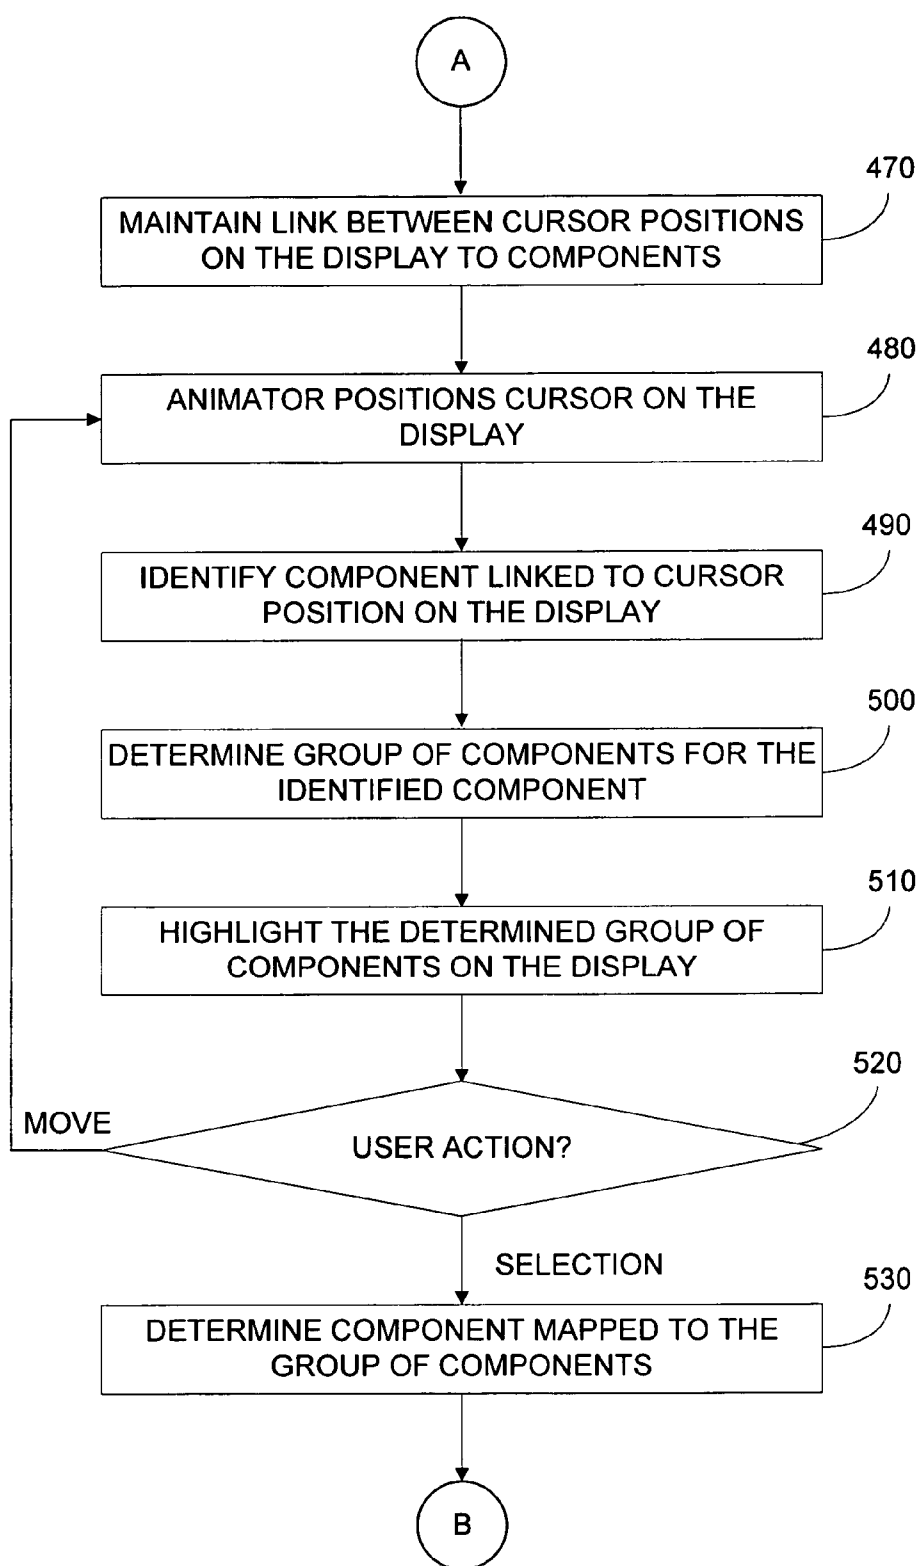 A
470
MAINTAIN LINK BETWEEN CURSOR POSITIONS
ON THE DISPLAY TO COMPONENTS
480
ANIMATOR POSITIONS CURSOR ON THE
DISPLAY
490
IDENTIFY COMPONENT LINKED TO CURSOR
POSITION ON THE DISPLAY
500
DETERMINE GROUP OF COMPONENTS FOR THE
IDENTIFIED COMPONENT
510
HIGHLIGHT THE DETERMINED GROUP OF
COMPONENTS ON THE DISPLAY
520
MOVE
USER ACTION?
SELECTION
530
DETERMINE COMPONENT MAPPED TO THE
GROUP OF COMPONENTS
B